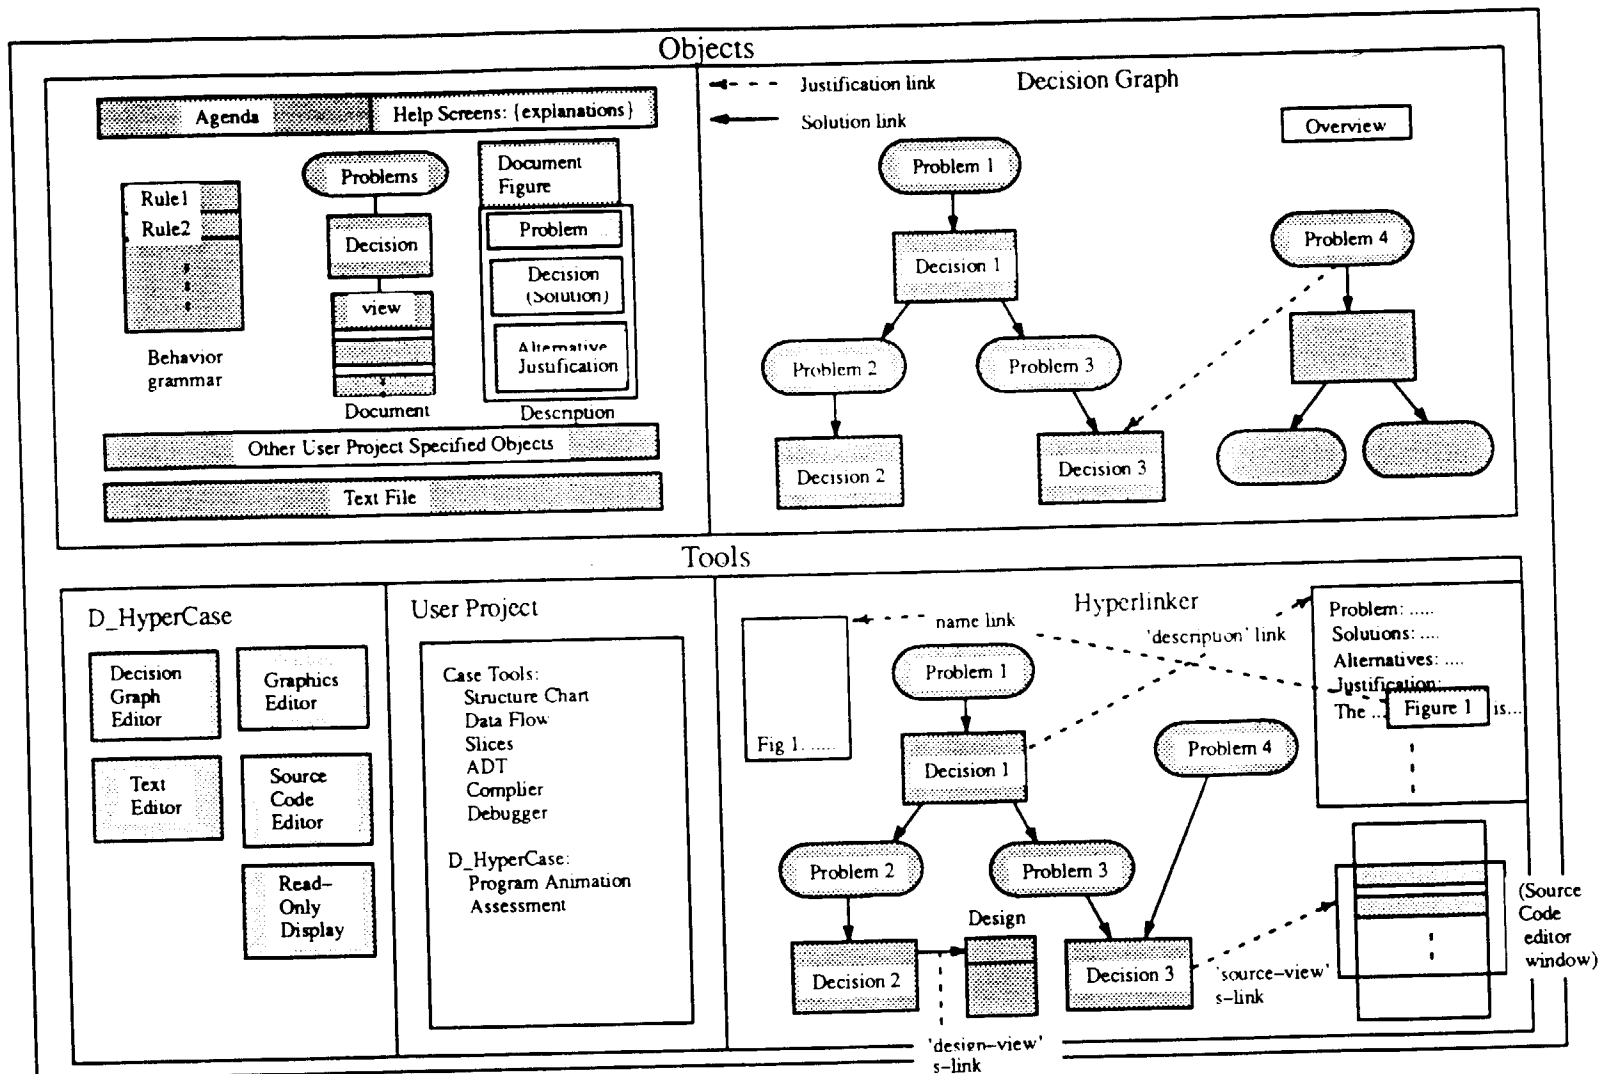 Objects
Agenda
Help Screens: {explanations}
Rule1
Rule2
Behavior
grammar
Problems
Decision
view
Document
Document
Figure
Problem
Decision
(Solution)
Alternative
Justification
Description
Other User Project Specified Objects
Text File
Justification link
Solution link
Decision Graph
Overview
Problem 1
Decision 1
Problem 2
Problem 3
Decision 2
Decision 3
Problem 4
Tools
D_HyperCase
Decision
Graph
Editor
Graphics
Editor
Text
Editor
Source
Code
Editor
Read-
Only
Display
User Project
Case Tools:
Structure Chart
Data Flow
Slices
ADT
Complier
Debugger
D_HyperCase:
Program Animation
Assessment
Hyperlinker
name link
'description' link
Fig 1. .....
Problem 1
Decision 1
Problem 2
Problem 3
Problem 4
Decision 2
Design
Decision 3
'design-view'
s-link
'source-view'
s-link
Problem: .....
Solutions: ....
Alternatives: ....
Justification:
The ... Figure 1 is...
(Source
Code
editor
window)